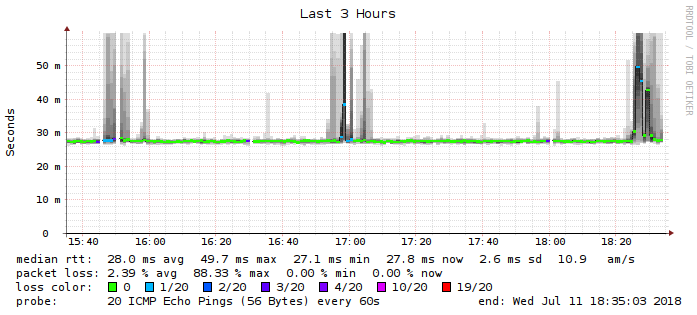 Last 3 Hours
RRDTOOL / TOBI OETIKER
Seconds
50 m
40 m
30 m
20 m
10 m
0
15:40 16:00 16:20 16:40 17:00 17:20 17:40 18:00 18:20
median rtt: 28.0 ms avg 49.7 ms max 27.1 ms min 27.8 ms now 2.6 ms sd 10.9 am/s
packet loss: 2.39 % avg 88.33 % max 0.00 % min 0.00 % now
loss color: 0 1/20 2/20 3/20 4/20 10/20 19/20
probe: 20 ICMP Echo Pings (56 Bytes) every 60s end: Wed Jul 11 18:35:03 2018